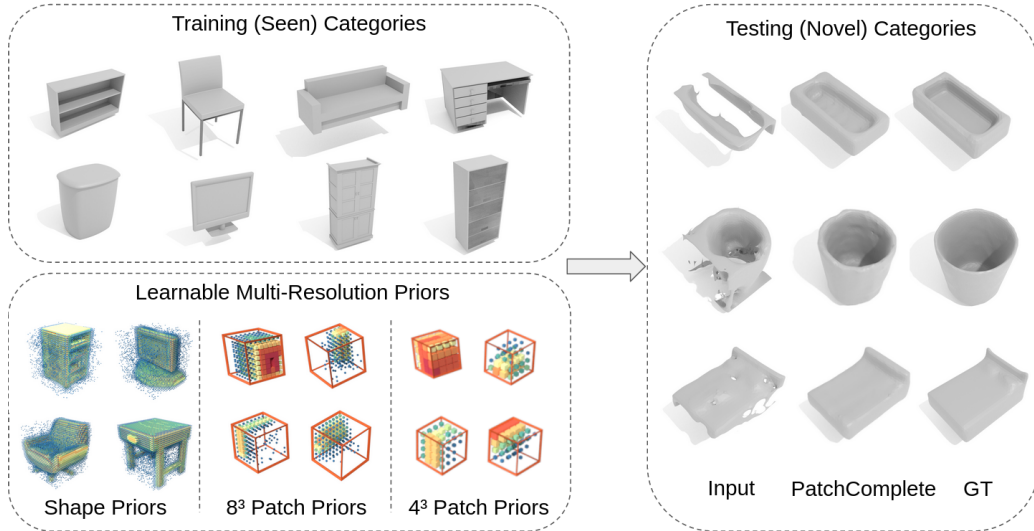 Training (Seen) Categories
Learnable Multi-Resolution Priors
Shape Priors
8³ Patch Priors
4³ Patch Priors
Testing (Novel) Categories
Input
PatchComplete
GT